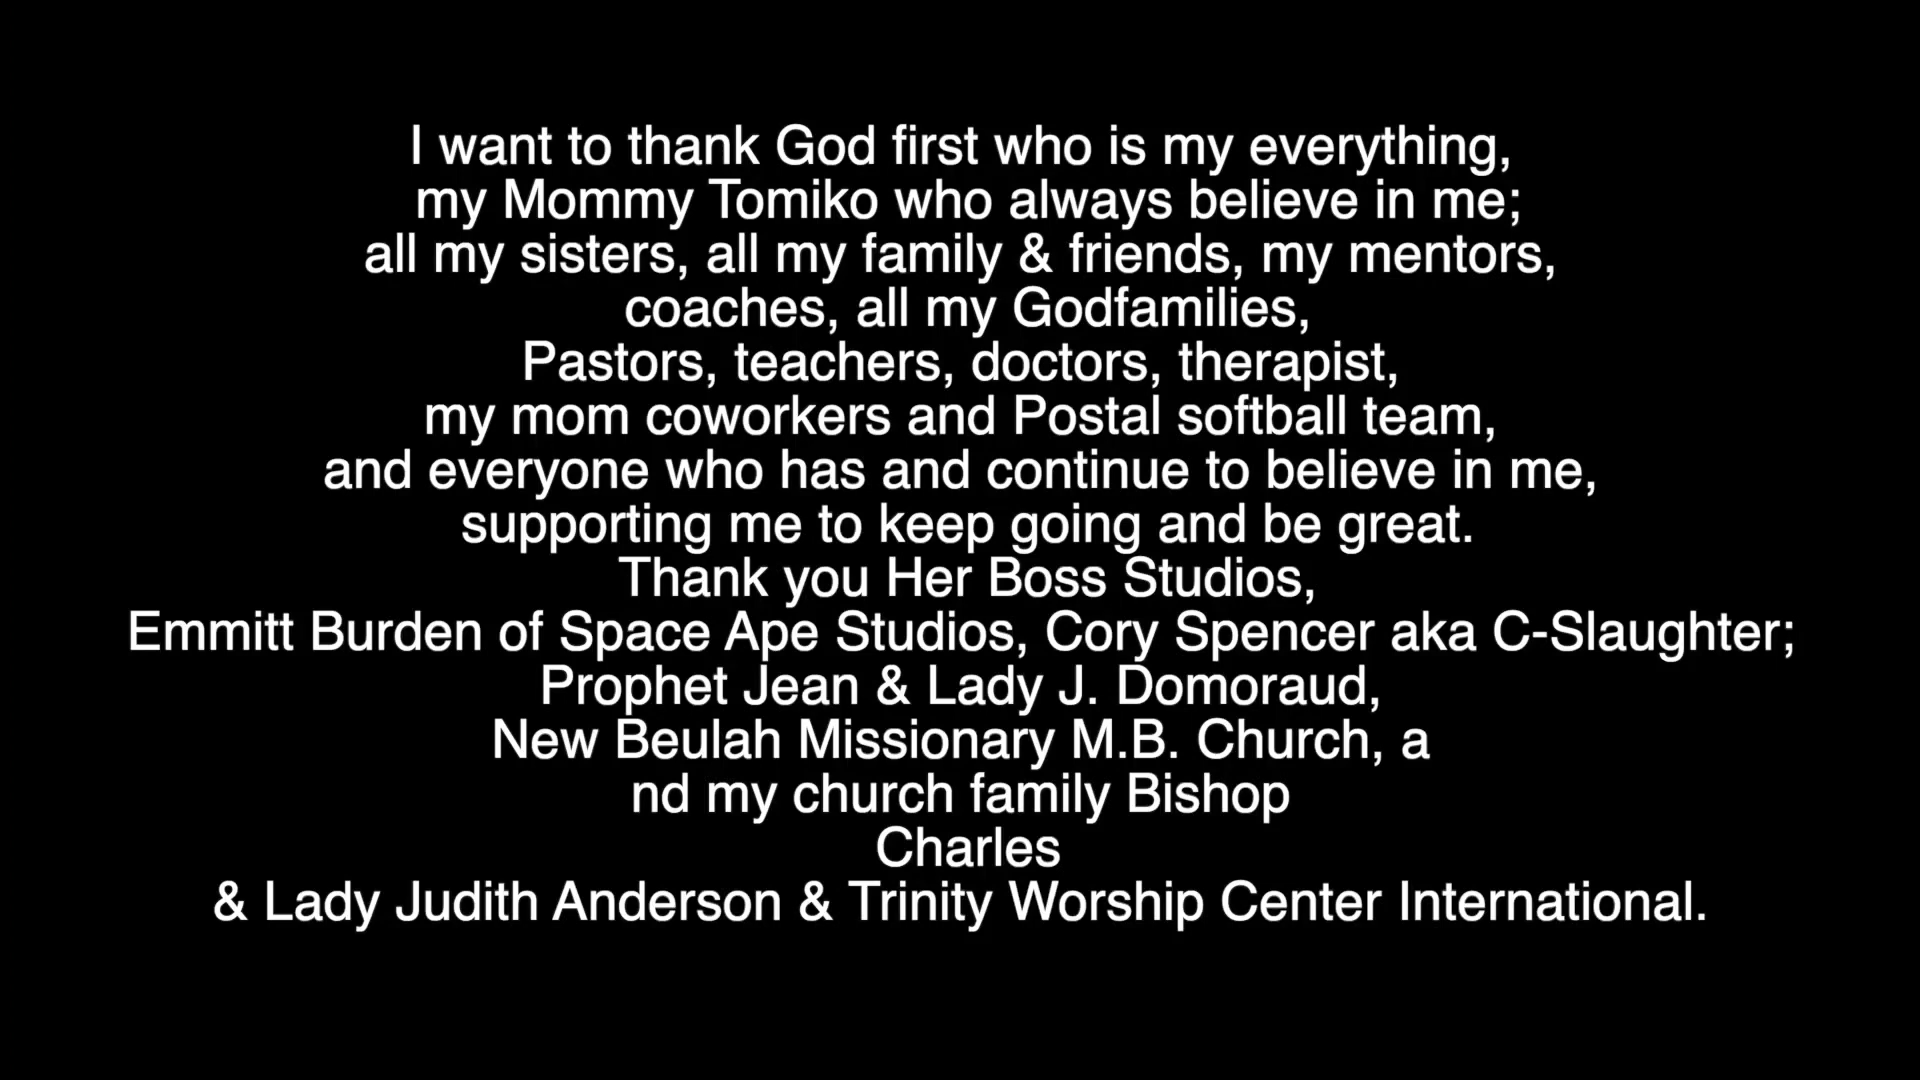 I want to thank God first who is my everything,
my Mommy Tomiko who always believe in me;
all my sisters, all my family & friends, my mentors,
coaches, all my Godfamilies,
Pastors, teachers, doctors, therapist,
my mom coworkers and Postal softball team,
and everyone who has and continue to believe in me,
supporting me to keep going and be great.
Thank you Her Boss Studios,
Emmitt Burden of Space Ape Studios, Cory Spencer aka C-Slaughter;
Prophet Jean & Lady J. Domoraud,
New Beulah Missionary M.B. Church, a
nd my church family Bishop
Charles
& Lady Judith Anderson & Trinity Worship Center International.